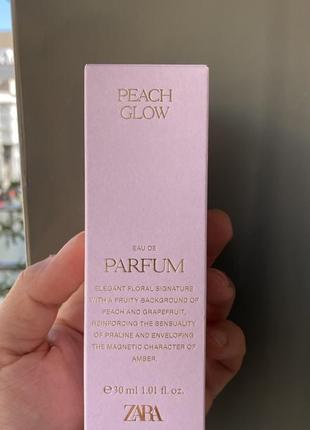 PEACH
GLOW
EAU DE
PARFUM
ELEGANT FLORAL SIGNATURE
WITH A FRUITY BACKGROUND OF
PEACH AND GRAPEFRUIT,
REINFORCING THE SENSUALITY
OF PRALINE AND ENVELOPING
THE MAGNETIC CHARACTER OF
AMBER.
℮30 ml 1.01 fl. oz.
ZARA